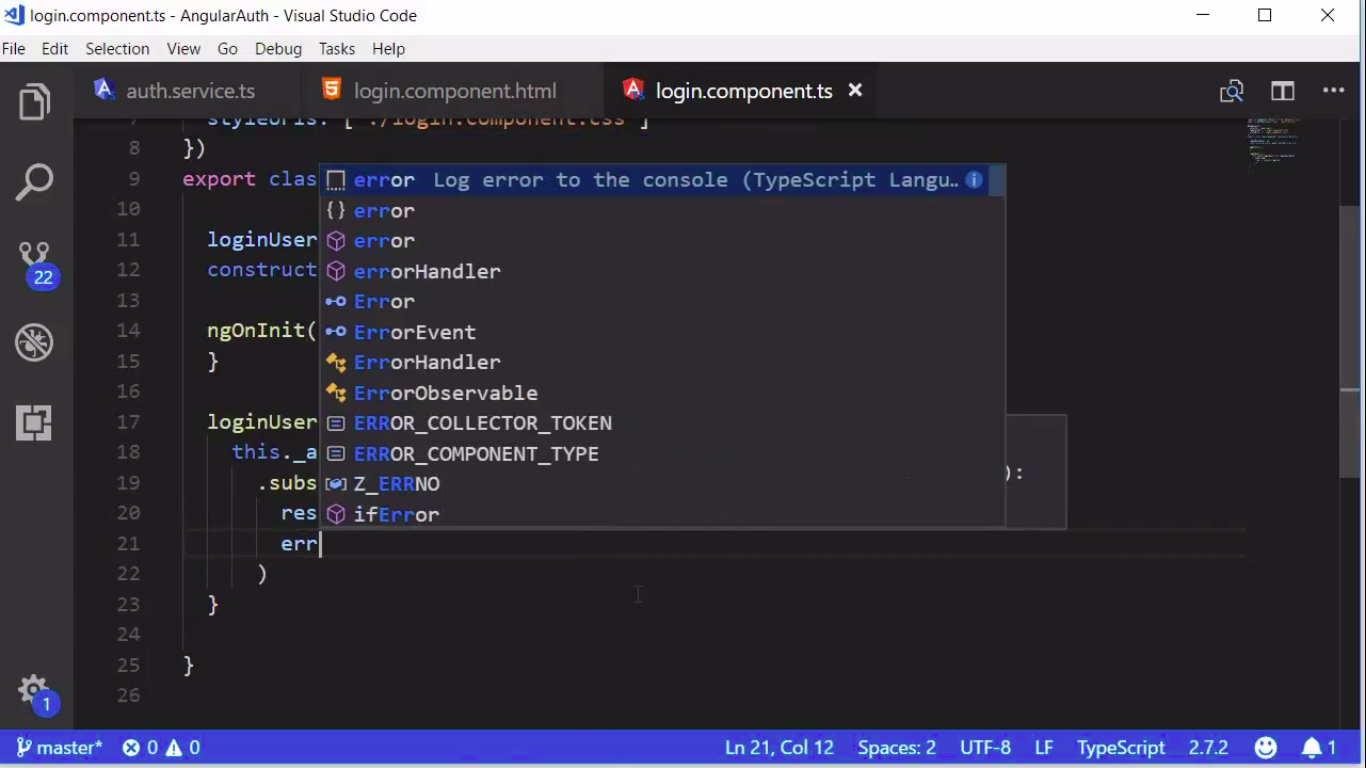 login.component.ts - AngularAuth - Visual Studio Code
File Edit Selection View Go Debug Tasks Help
auth.service.ts login.component.html login.component.ts
7 styleUrls: ['./login.component.css']
8 })
9 export clas
10
11 loginUser
12 construct
13
14 ngOnInit(
15 }
16
17 loginUser
18 this._a
19 .subs
20 res
21 err
22 )
23 }
24
25 }
26
error Log error to the console (TypeScript Langu..
{} error
error
errorHandler
Error
ErrorEvent
ErrorHandler
ErrorObservable
ERROR_COLLECTOR_TOKEN
ERROR_COMPONENT_TYPE
Z_ERRNO
ifError
):
22
1
master* 0 0 Ln 21, Col 12 Spaces: 2 UTF-8 LF TypeScript 2.7.2 1